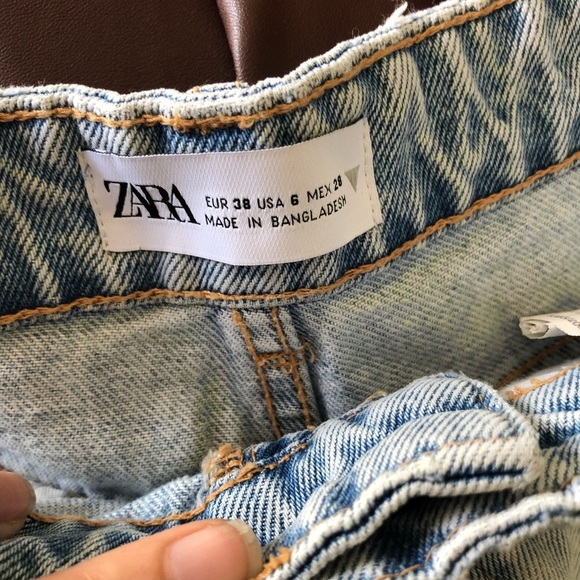 ZARA
EUR 38 USA 6 MEX 28
MADE IN BANGLADESH